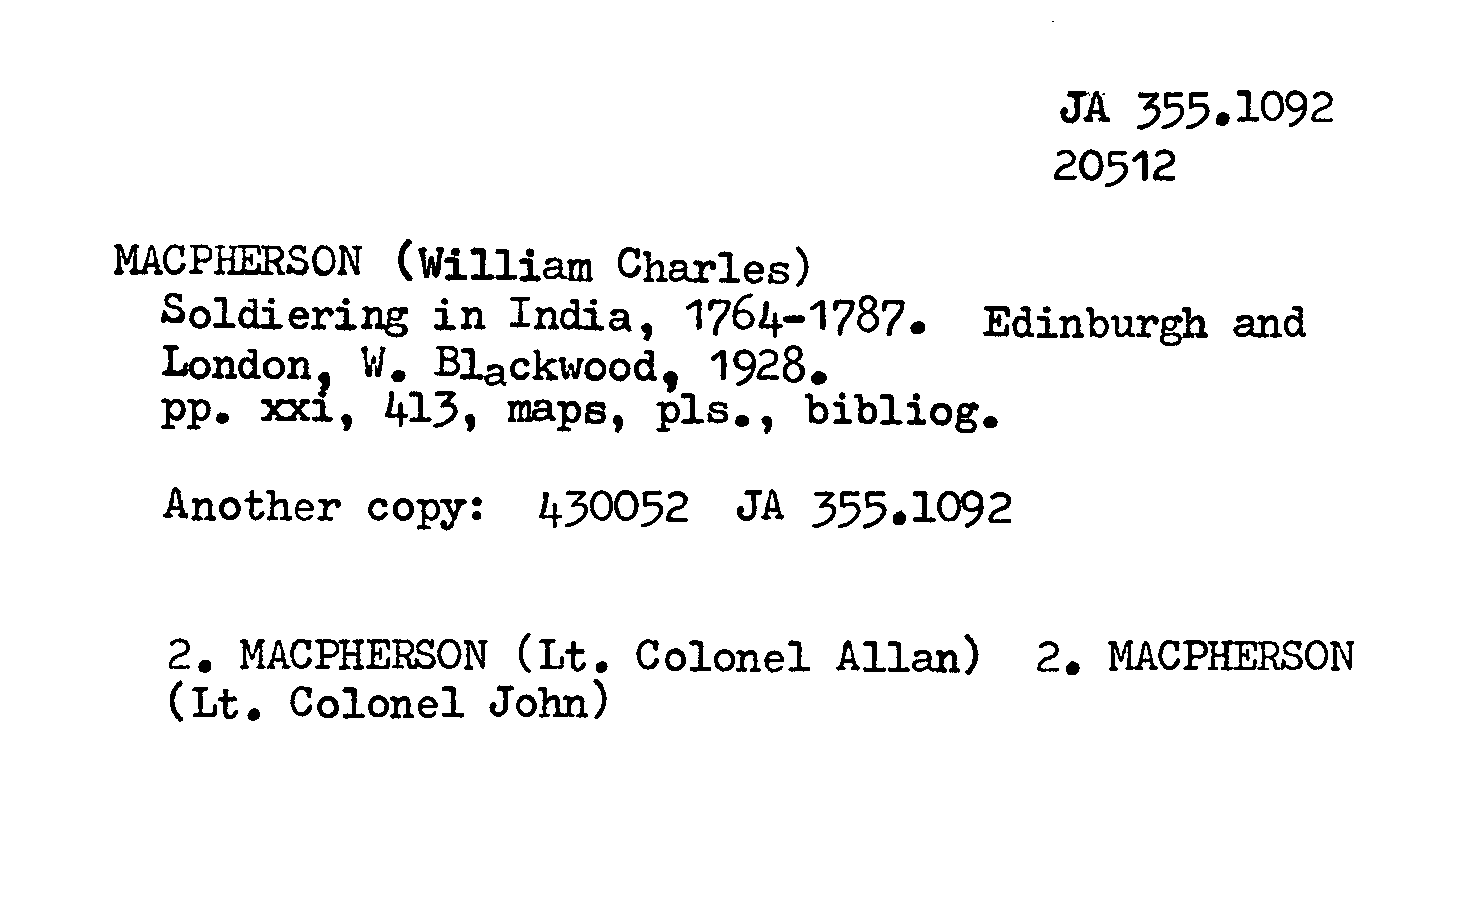 JA 355.1092
20512
MACPHERSON (William Charles)
Soldiering in India, 1764-1787. Edinburgh and
London, W. Blackwood, 1928.
pp. xxi, 413, maps, pls., bibliog.
Another copy: 430052 JA 355.1092
2. MACPHERSON (Lt. Colonel Allan) 2. MACPHERSON
(Lt. Colonel John)